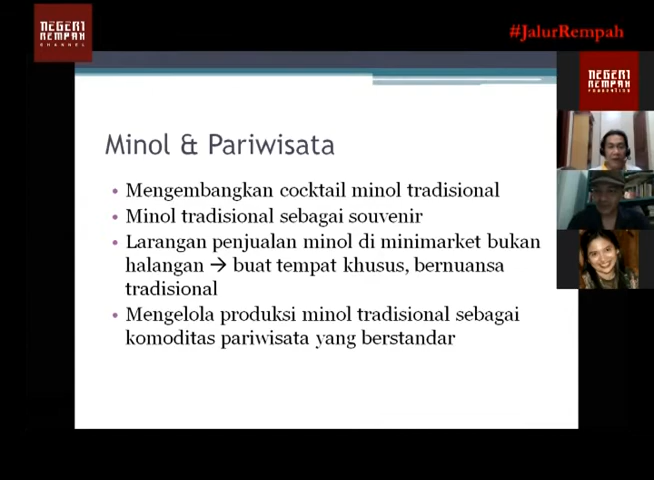 NEGERI
REMPAH
CHANNEL
#JalurRempah
NEGERI
REMPAH
FOUNDATION
Minol & Pariwisata
• Mengembangkan cocktail minol tradisional
• Minol tradisional sebagai souvenir
• Larangan penjualan minol di minimarket bukan
halangan → buat tempat khusus, bernuansa
tradisional
• Mengelola produksi minol tradisional sebagai
komoditas pariwisata yang berstandar